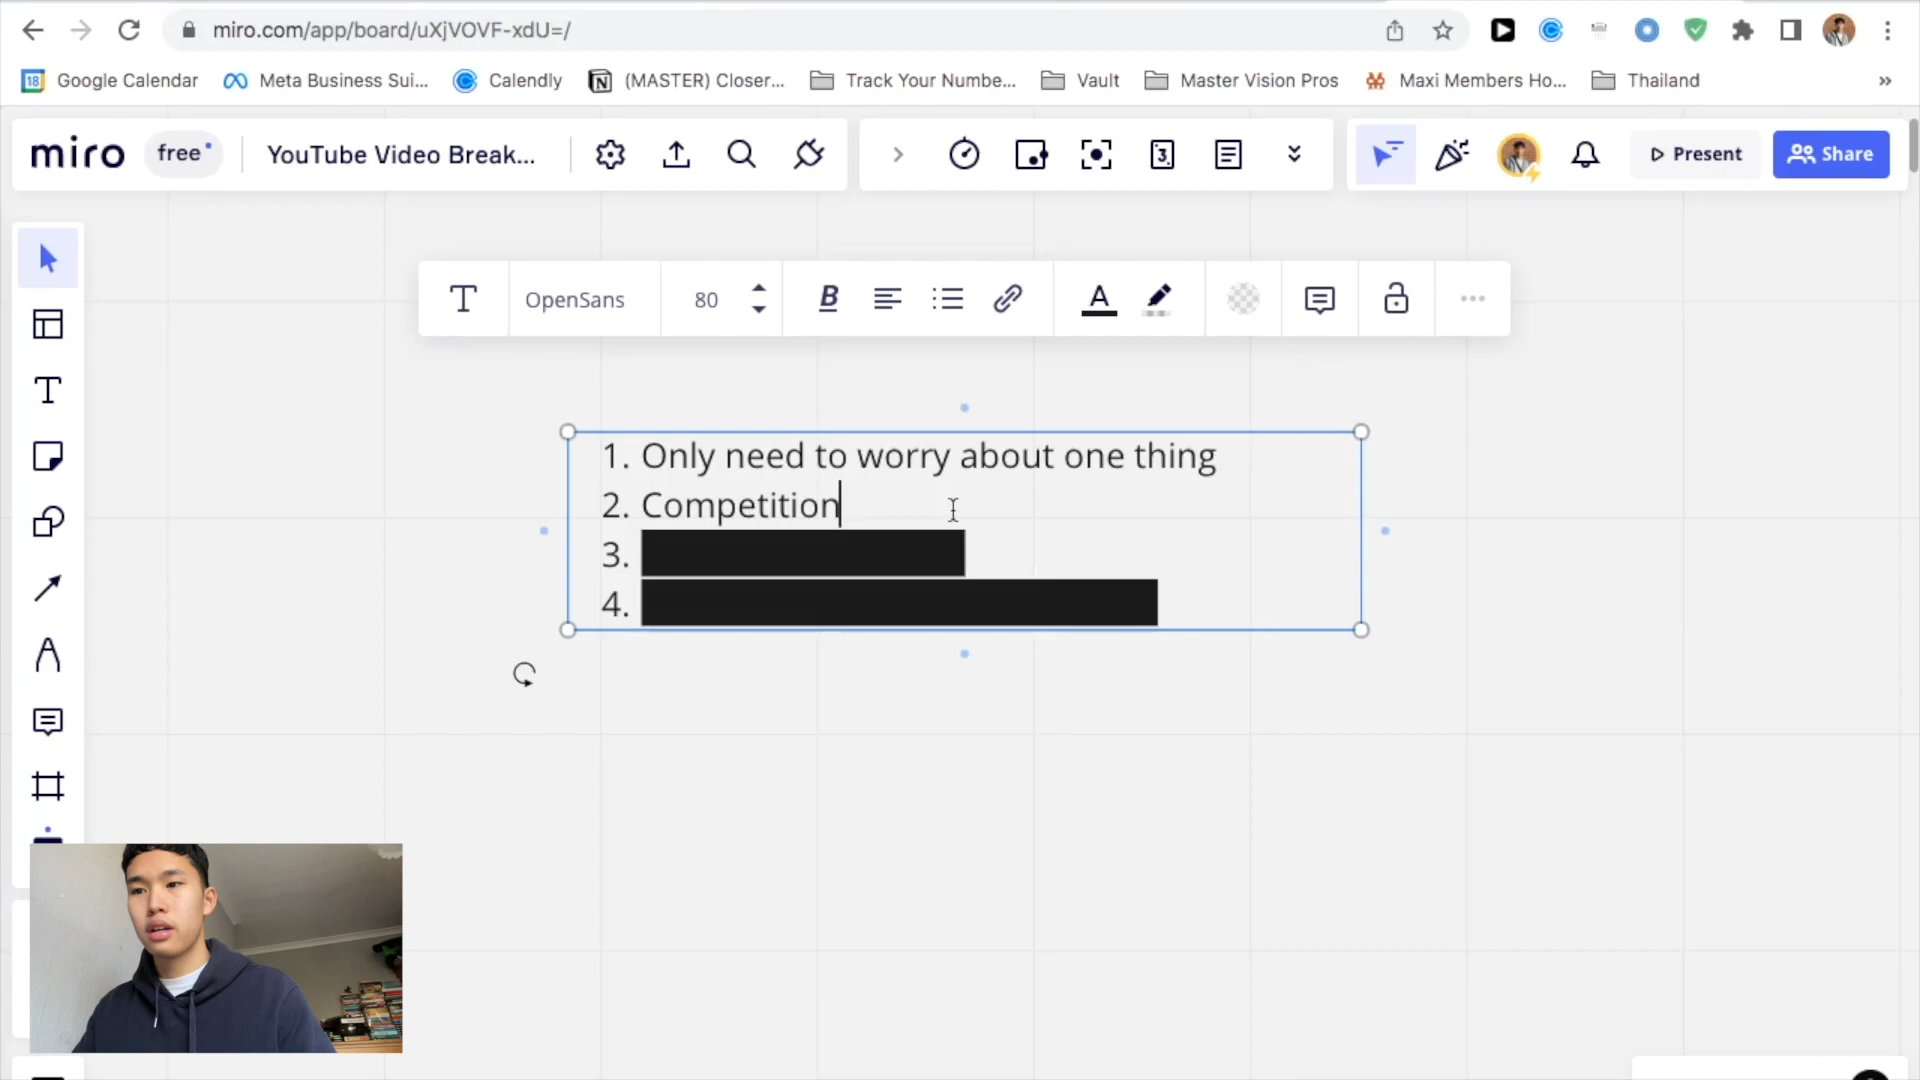 miro.com/app/board/uXjVOVF-xdU=/
18 Google Calendar Meta Business Sui... Calendly (MASTER) Closer... Track Your Numbe... Vault Master Vision Pros Maxi Members Ho... Thailand »
miro free YouTube Video Break... 3 Present Share
OpenSans 80 B A
1. Only need to worry about one thing
2. Competition
3.
4.